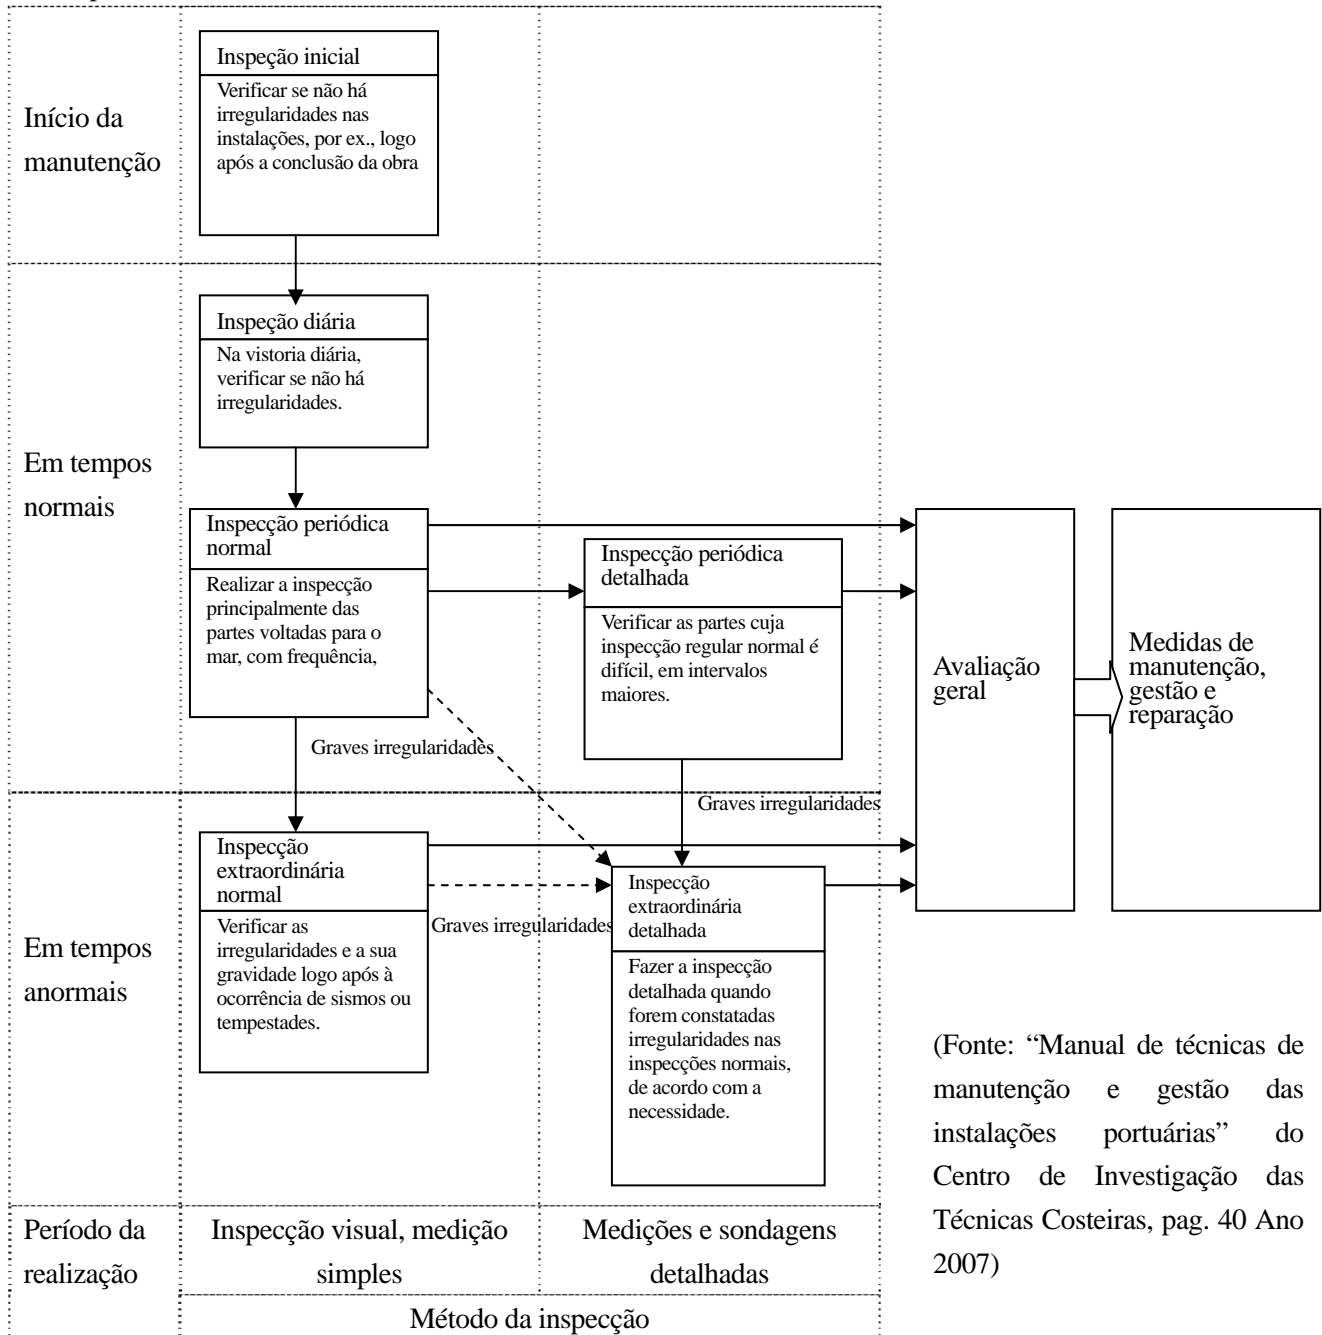 Início da
manutenção
Inspeção inicial
Verificar se não há
irregularidades nas
instalações, por ex., logo
após a conclusão da obra
Em tempos
normais
Inspeção diária
Na vistoria diária,
verificar se não há
irregularidades.
Inspecção periódica
normal
Realizar a inspecção
principalmente das
partes voltadas para o
mar, com frequência,
Inspecção periódica
detalhada
Verificar as partes cuja
inspecção regular normal é
difícil, em intervalos
maiores.
Avaliação
geral
Medidas de
manutenção,
gestão e
reparação
Graves irregularidades
Graves irregularidades
Em tempos
anormais
Inspecção
extraordinária
normal
Verificar as
irregularidades e a sua
gravidade logo após à
ocorrência de sismos ou
tempestades.
Graves irregularidades
Inspecção
extraordinária
detalhada
Fazer a inspecção
detalhada quando
forem constatadas
irregularidades nas
inspecções normais,
de acordo com a
necessidade.
(Fonte: “Manual de técnicas de
manutenção e gestão das
instalações portuárias” do
Centro de Investigação das
Técnicas Costeiras, pag. 40 Ano
2007)
Período da
realização
Inspecção visual, medição
simples
Medições e sondagens
detalhadas
Método da inspecção